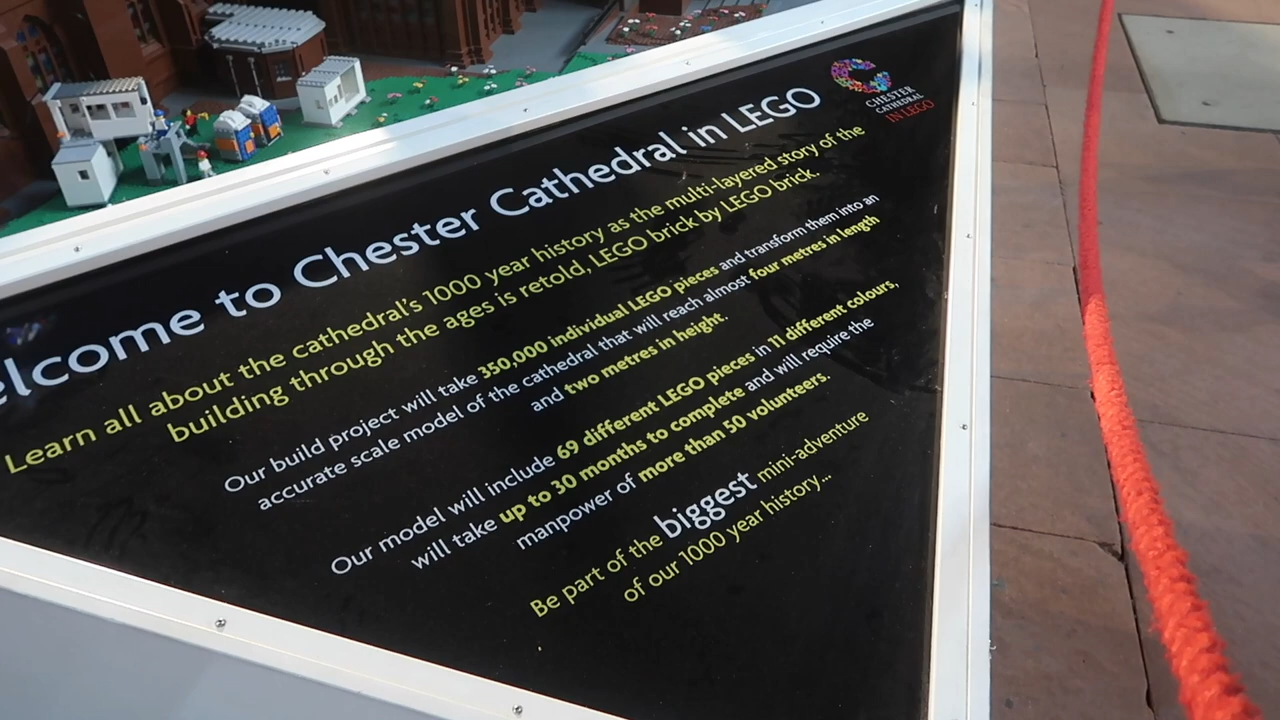 elcome to Chester Cathedral in LEGO
CHESTER
CATHEDRAL
IN LEGO
Learn all about the cathedral's 1000 year history as the multi-layered story of the
building through the ages is retold, LEGO brick by LEGO brick.
Our build project will take 350,000 individual LEGO pieces and transform them into an
accurate scale model of the cathedral that will reach almost four metres in length
and two metres in height.
Our model will include 69 different LEGO pieces in 11 different colours,
will take up to 30 months to complete and will require the
manpower of more than 50 volunteers.
Be part of the biggest mini-adventure
of our 1000 year history...